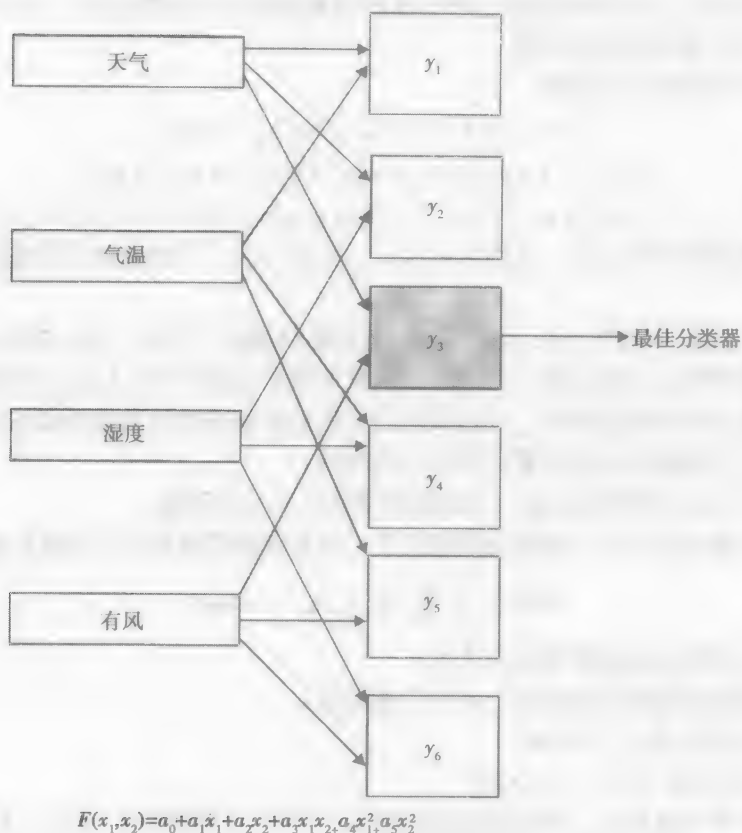 天气
y₁
y₂
气温
y₃
最佳分类器
湿度
y₄
y₅
有风
y₆
F(x₁,x₂)=a₀+a₁x₁+a₂x₂+a₃x₁x₂+a₄x₁²+a₅x₂²